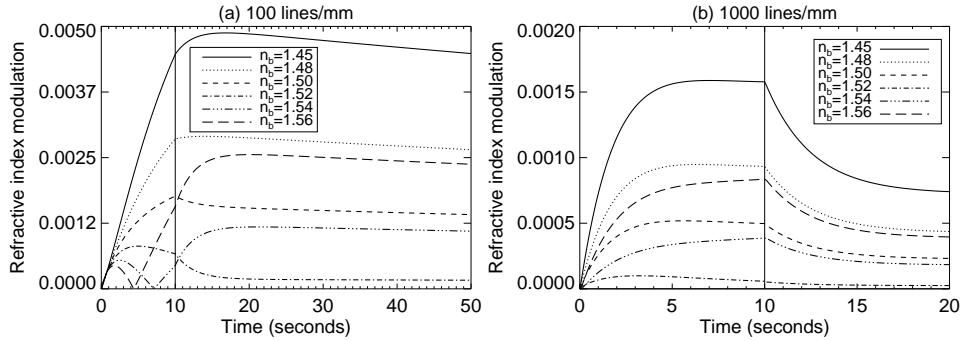 (a) 100 lines/mm
Refractive index modulation
0.0050
0.0037
0.0025
0.0012
0.0000
n_b=1.45
n_b=1.48
n_b=1.50
n_b=1.52
n_b=1.54
n_b=1.56
0 10 20 30 40 50
Time (seconds)
(b) 1000 lines/mm
Refractive index modulation
0.0020
0.0015
0.0010
0.0005
0.0000
n_b=1.45
n_b=1.48
n_b=1.50
n_b=1.52
n_b=1.54
n_b=1.56
0 5 10 15 20
Time (seconds)